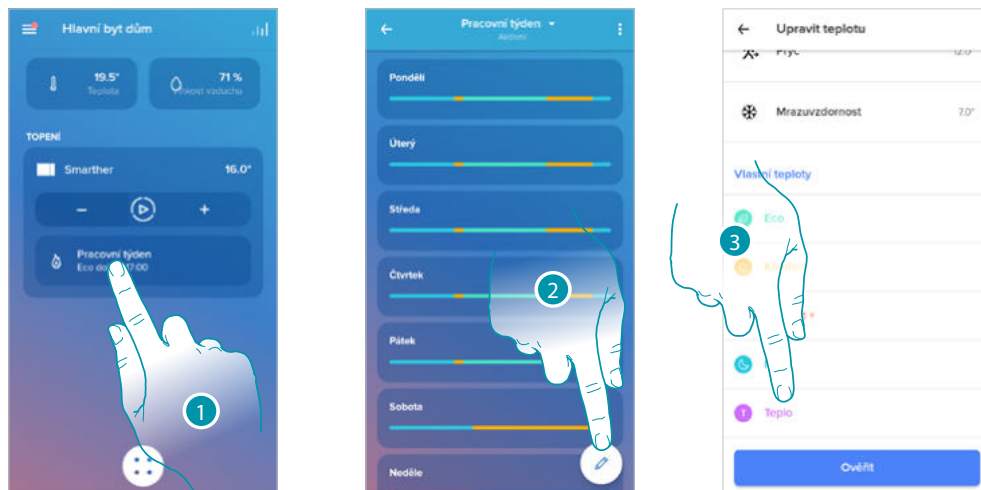 Hlavní byt dům
19.5°
Teplota
71 %
vzduchu
TOPENÍ
Smarther
16.0°
Pracovní týden
Eco
17:00
1
Pracovní týden
Aktivní
Pondělí
Úterý
Středa
Čtvrtek
Pátek
Sobota
Neděle
2
Upravit teplotu
Pryč
12.0°
Mrazuvzdornost
7.0°
Vlastní teploty
Eco
3
T
Teplo
Ověřit